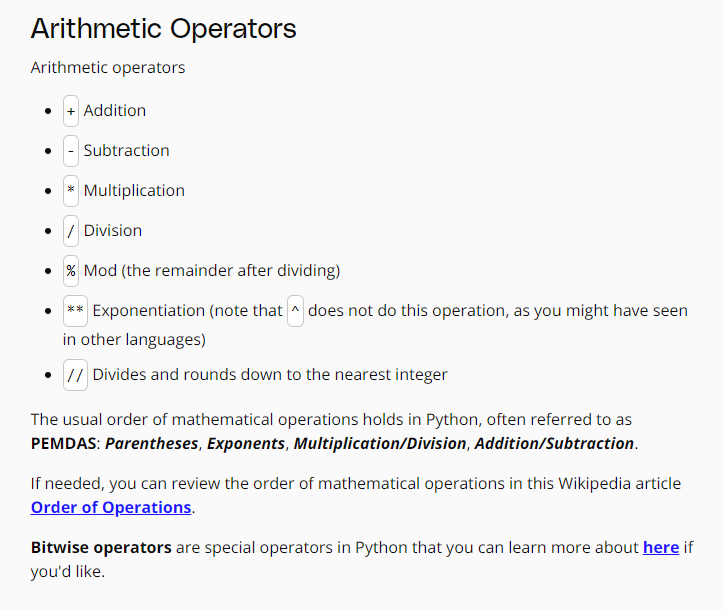 Arithmetic Operators
Arithmetic operators
• + Addition
• - Subtraction
• * Multiplication
• / Division
• % Mod (the remainder after dividing)
• ** Exponentiation (note that ^ does not do this operation, as you might have seen
in other languages)
• // Divides and rounds down to the nearest integer
The usual order of mathematical operations holds in Python, often referred to as
PEMDAS: Parentheses, Exponents, Multiplication/Division, Addition/Subtraction.
If needed, you can review the order of mathematical operations in this Wikipedia article
Order of Operations.
Bitwise operators are special operators in Python that you can learn more about here if
you'd like.